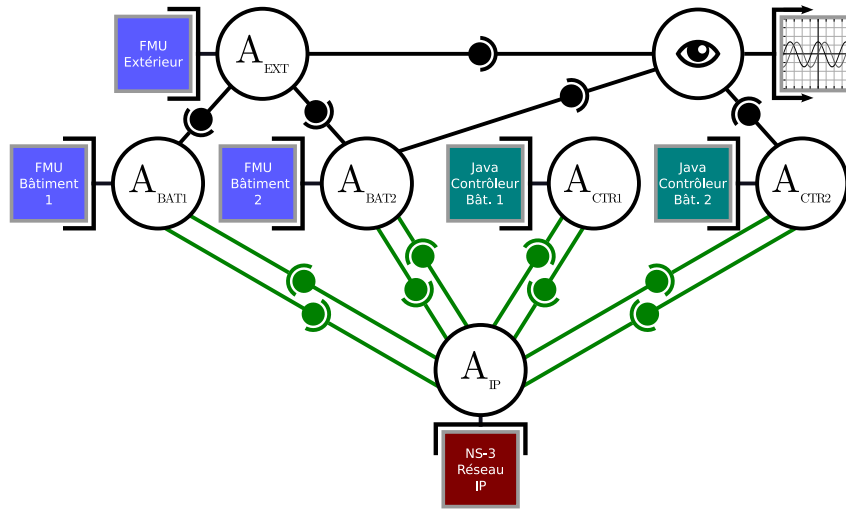 FMU
Extérieur
A EXT
FMU
Bâtiment
1
A BAT1
FMU
Bâtiment
2
A BAT2
Java
Contrôleur
Bât. 1
A CTR1
Java
Contrôleur
Bât. 2
A CTR2
A IP
NS-3
Réseau
IP